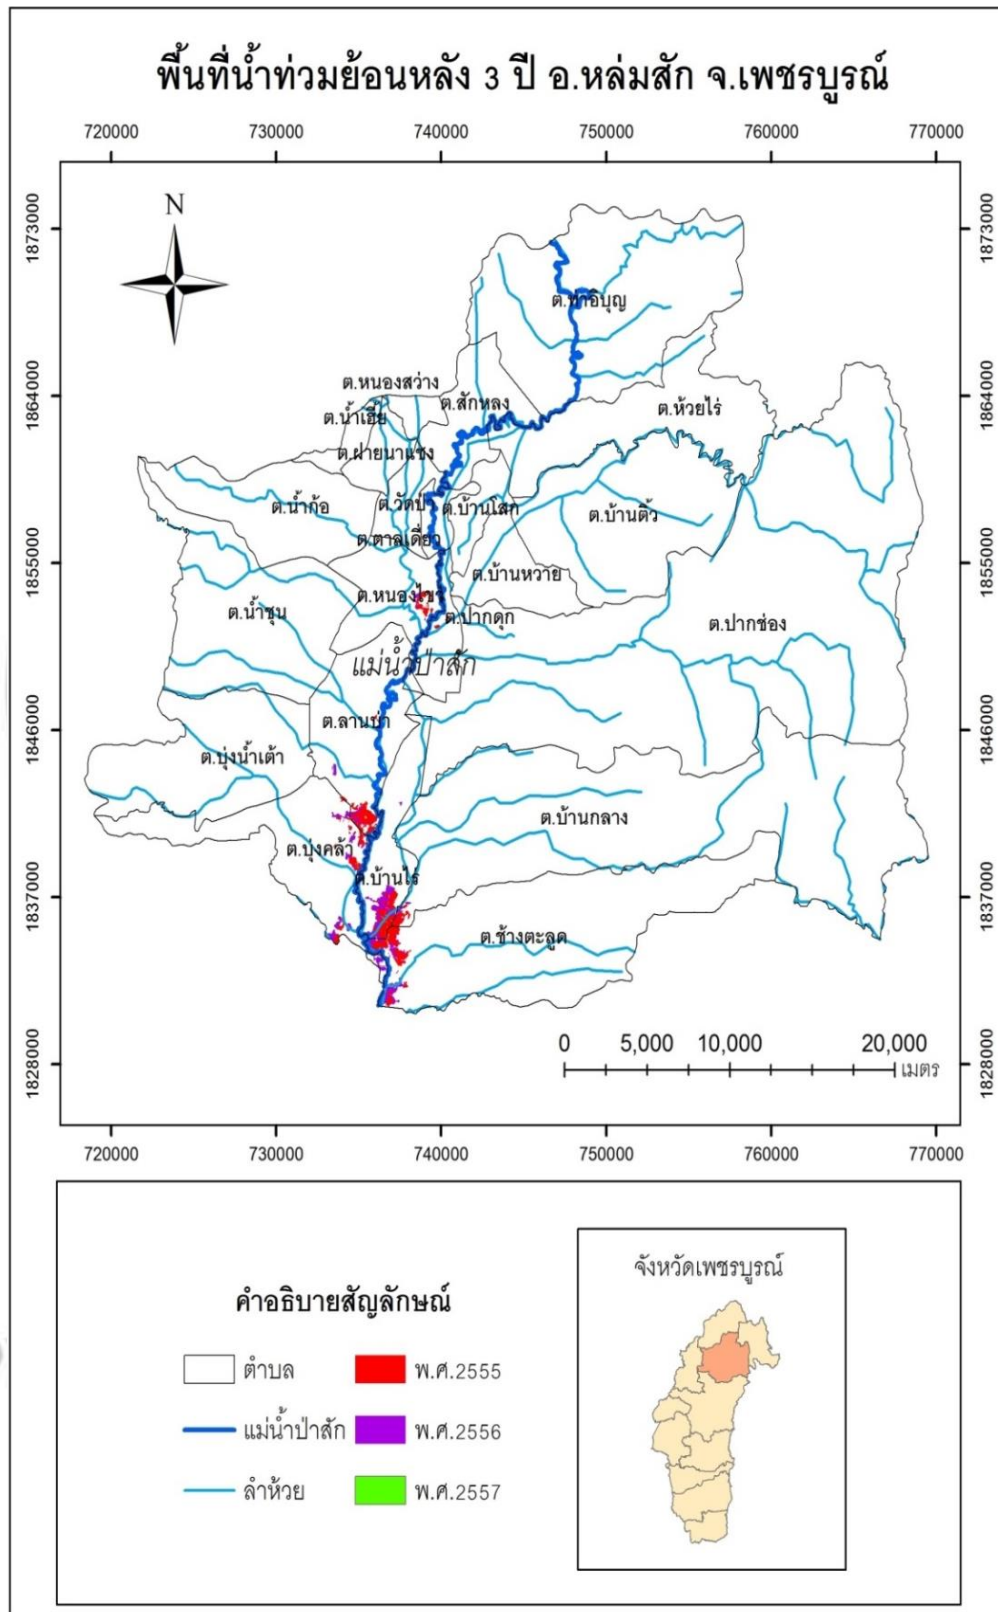 พื้นที่น้ำท่วมย้อนหลัง 3 ปี อ.หล่มสัก จ.เพชรบูรณ์
720000 730000 740000 750000 760000 770000
N
1873000 1873000
ต.ท่าอิบุญ
ต.หนองสว่าง
1864000 1864000
ต.สักหลง
ต.ห้วยไร่
ต.น้ำเฮี้ย
ต.ฝายนาแซง
ต.น้ำก้อ
ต.วัดป่า
ต.บ้านโสก
ต.บ้านติ้ว
ต.ตาลเดี่ยว
1855000 1855000
ต.บ้านหวาย
ต.หนองไขว่
ต.น้ำชุน
ต.ปากดุก
ต.ปากช่อง
แม่น้ำป่าสัก
ต.ลานบ่า
1846000 1846000
ต.บุ่งน้ำเต้า
ต.บ้านกลาง
ต.บุ่งคล้า
ต.บ้านไร่
1837000 1837000
ต.ช้างตะลูด
0 5,000 10,000 20,000
เมตร
1828000 1828000
720000 730000 740000 750000 760000 770000
คำอธิบายสัญลักษณ์
ตำบล
พ.ศ.2555
แม่น้ำป่าสัก
พ.ศ.2556
ลำห้วย
พ.ศ.2557
จังหวัดเพชรบูรณ์